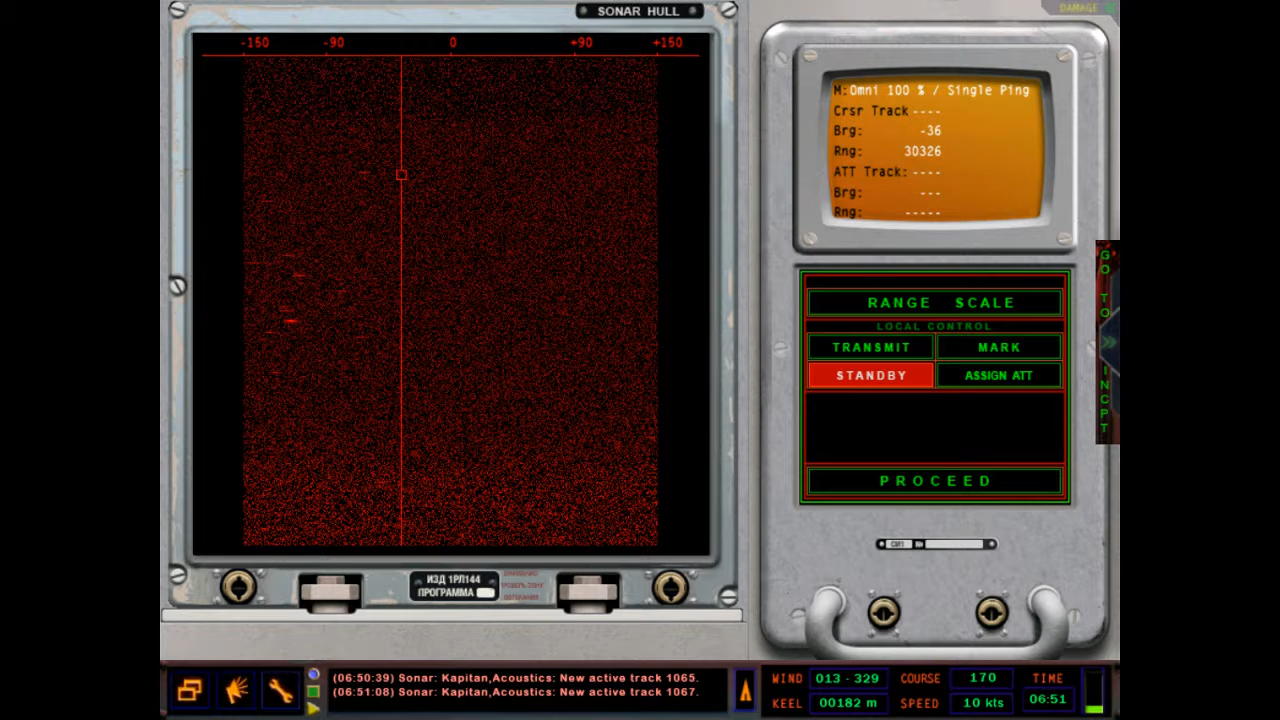 SONAR HULL
DAMAGE
-150 -90 0 +90 +150
M:Omni 100 % / Single Ping
Crsr Track ----
Brg: -36
Rng: 30326
ATT Track: ----
Brg: ---
Rng: -----
RANGE SCALE
LOCAL CONTROL
TRANSMIT MARK
STANDBY ASSIGN ATT
PROCEED
GO TO INCPT
ИЗД 1РЛ144
ПРОГРАММА
(06:50:39) Sonar: Kapitan,Acoustics: New active track 1065.
(06:51:08) Sonar: Kapitan,Acoustics: New active track 1067.
WIND 013 - 329 COURSE 170 TIME
KEEL 00182 m SPEED 10 kts 06:51